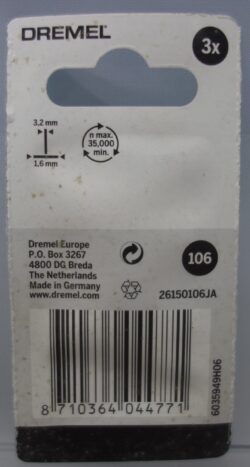 DREMEL
3x
3.2 mm
1.6 mm
n max.
35,000
min.
Dremel Europe
P.O. Box 3267
4800 DG Breda
The Netherlands
Made in Germany
www.dremel.com
106
26150106JA
8 710364 044771
6035949H06